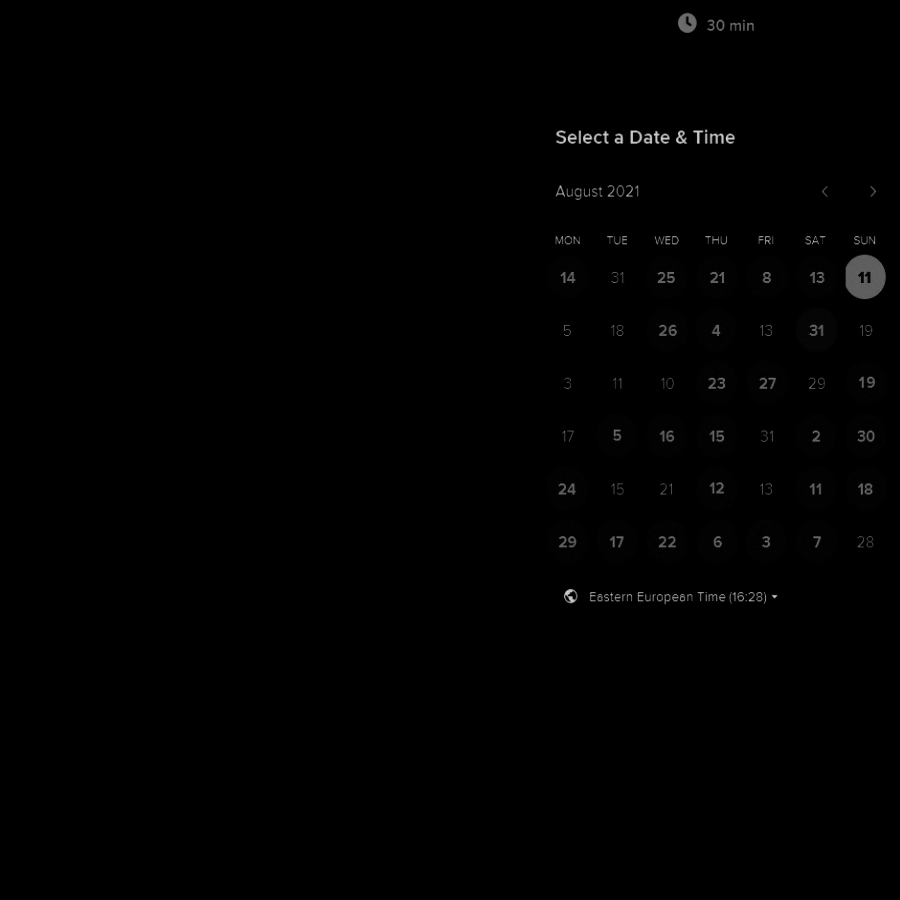 30 min
Select a Date & Time
August 2021
MON TUE WED THU FRI SAT SUN
14 31 25 21 8 13 11
5 18 26 4 13 31 19
3 11 10 23 27 29 19
17 5 16 15 31 2 30
24 15 21 12 13 11 18
29 17 22 6 3 7 28
Eastern European Time (16:28)